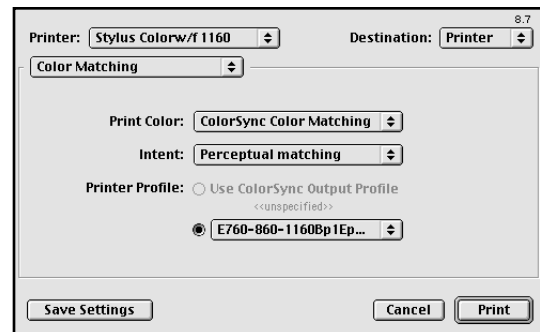 8.7
Printer: Stylus Colorw/f 1160 Destination: Printer
Color Matching
Print Color: ColorSync Color Matching
Intent: Perceptual matching
Printer Profile: Use ColorSync Output Profile
<<unspecified>>
E760-860-1160Bp1Ep...
Save Settings Cancel Print